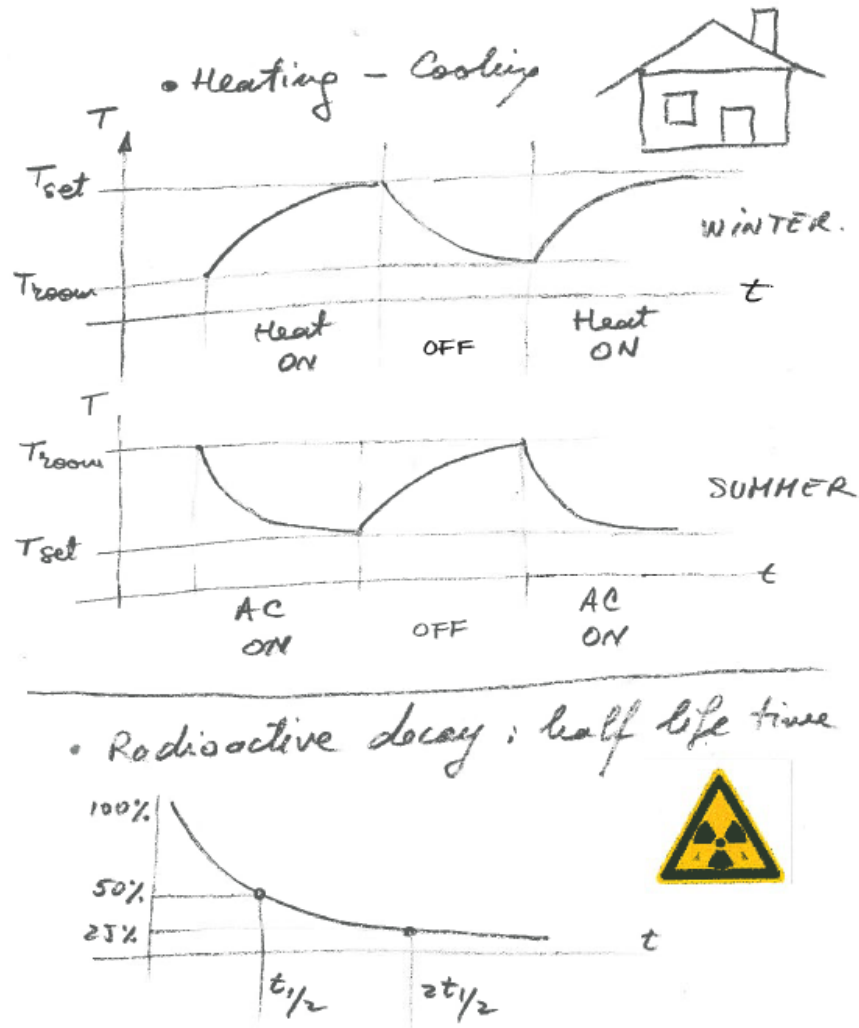 • Heating - Cooling
T
Tset
WINTER.
Troom
t
Heat ON
OFF
Heat ON
T
Troom
SUMMER
Tset
t
AC ON
OFF
AC ON
• Radioactive decay : half life time
100%
50%
25%
t
t1/2
2t1/2